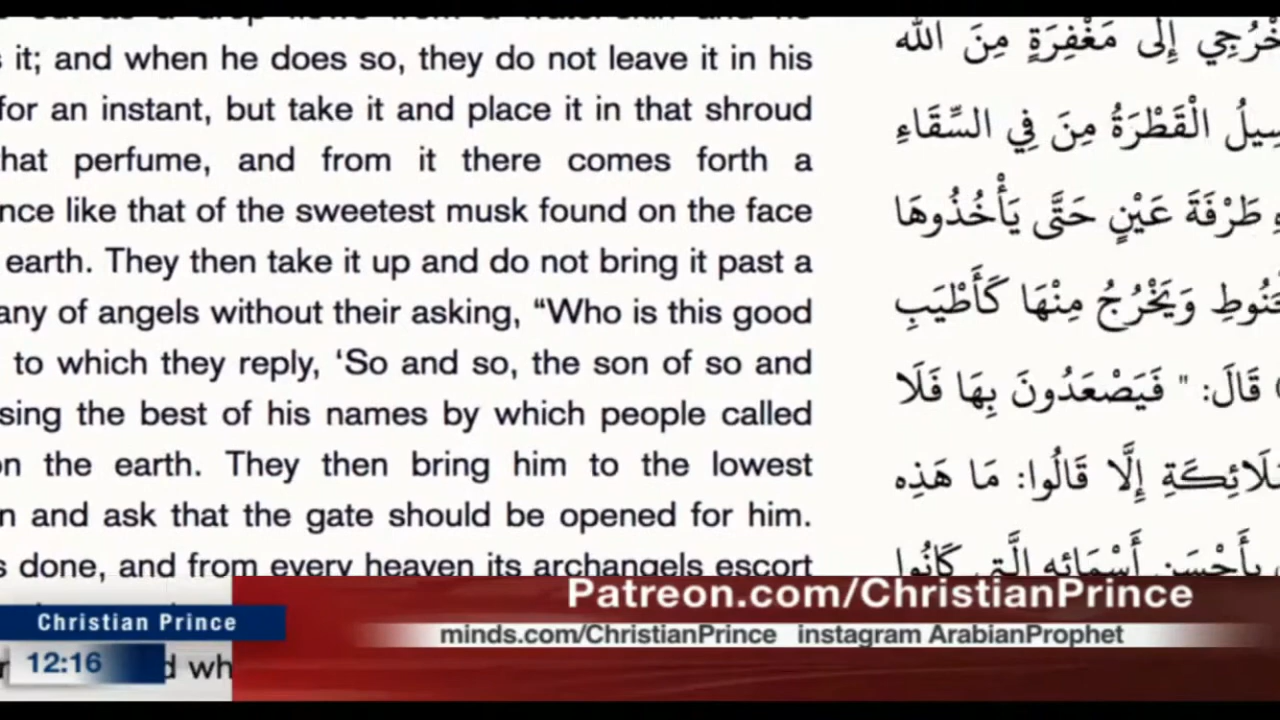 it; and when he does so, they do not leave it in his
for an instant, but take it and place it in that shroud
hat perfume, and from it there comes forth a
nce like that of the sweetest musk found on the face
earth. They then take it up and do not bring it past a
any of angels without their asking, “Who is this good
to which they reply, ‘So and so, the son of so and
sing the best of his names by which people called
on the earth. They then bring him to the lowest
n and ask that the gate should be opened for him.
s done, and from every heaven its archangels escort
d wh
خْرُجِي إِلَى مَغْفِرَةٍ مِنَ اللَّهِ
سِيلُ الْقَطْرَةُ مِنَ فِي السِّقَاءِ
طَرْفَةَ عَيْنٍ حَتَّى يَأْخُذُوهَا
حَنُوطِ وَيَخْرُجُ مِنْهَا كَأَطْيَبِ
قَالَ: " فَيَصْعَدُونَ بِهَا فَلَا
لَائِكَةِ إِلَّا قَالُوا: مَا هَذِهِ
بِأَحْسَنِ أَسْمَائِهِ الَّتِي كَانُوا
Patreon.com/ChristianPrince
minds.com/ChristianPrince instagram ArabianProphet
Christian Prince
12:16